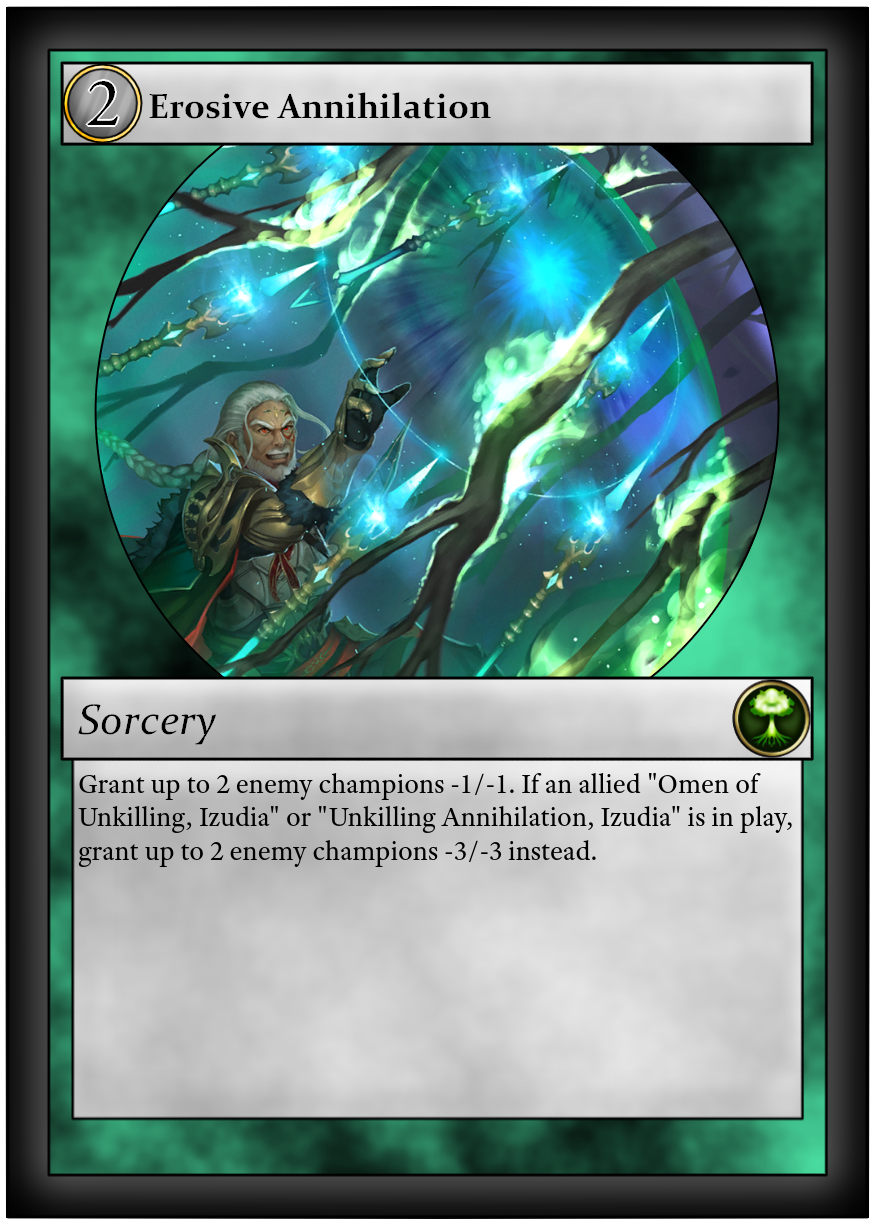 2
Erosive Annihilation
Sorcery
Grant up to 2 enemy champions -1/-1. If an allied "Omen of
Unkilling, Izudia" or "Unkilling Annihilation, Izudia" is in play,
grant up to 2 enemy champions -3/-3 instead.